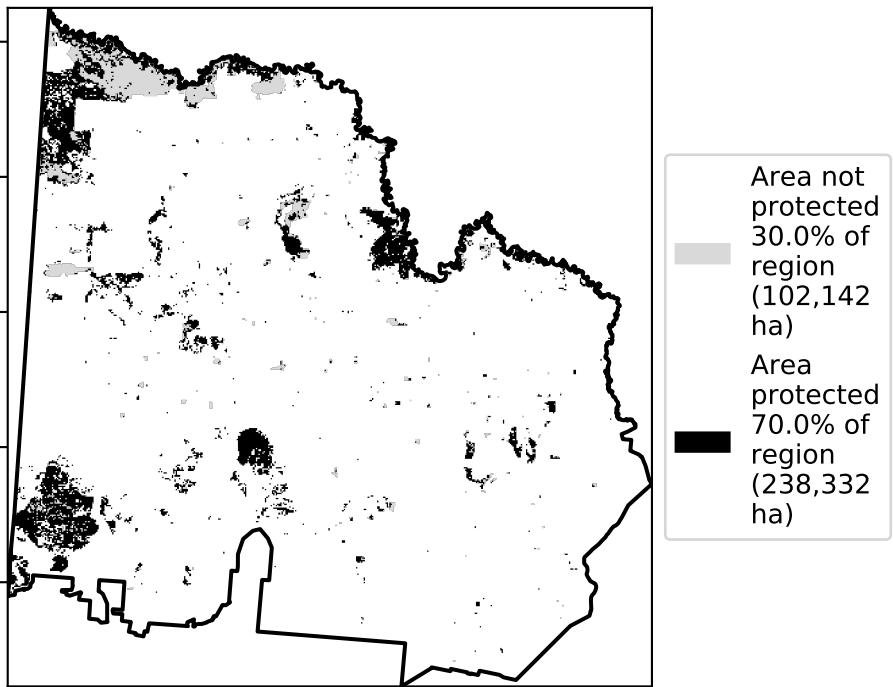 Area not
protected
30.0% of
region
(102,142
ha)
Area
protected
70.0% of
region
(238,332
ha)